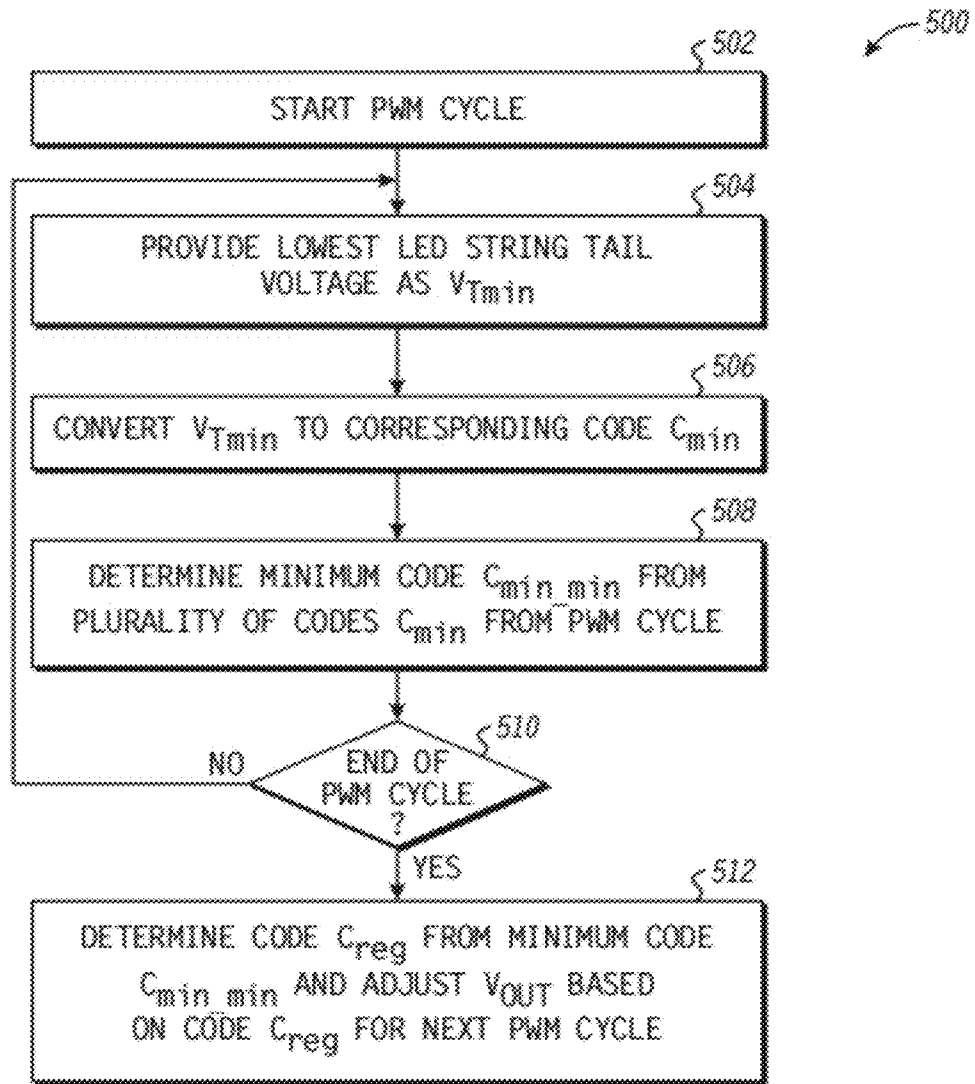 500
502
START PWM CYCLE
504
PROVIDE LOWEST LED STRING TAIL
VOLTAGE AS VTmin
506
CONVERT VTmin TO CORRESPONDING CODE Cmin
508
DETERMINE MINIMUM CODE Cmin_min FROM
PLURALITY OF CODES Cmin FROM PWM CYCLE
510
NO
END OF
PWM CYCLE
?
YES
512
DETERMINE CODE Creg FROM MINIMUM CODE
Cmin_min AND ADJUST VOUT BASED
ON CODE Creg FOR NEXT PWM CYCLE